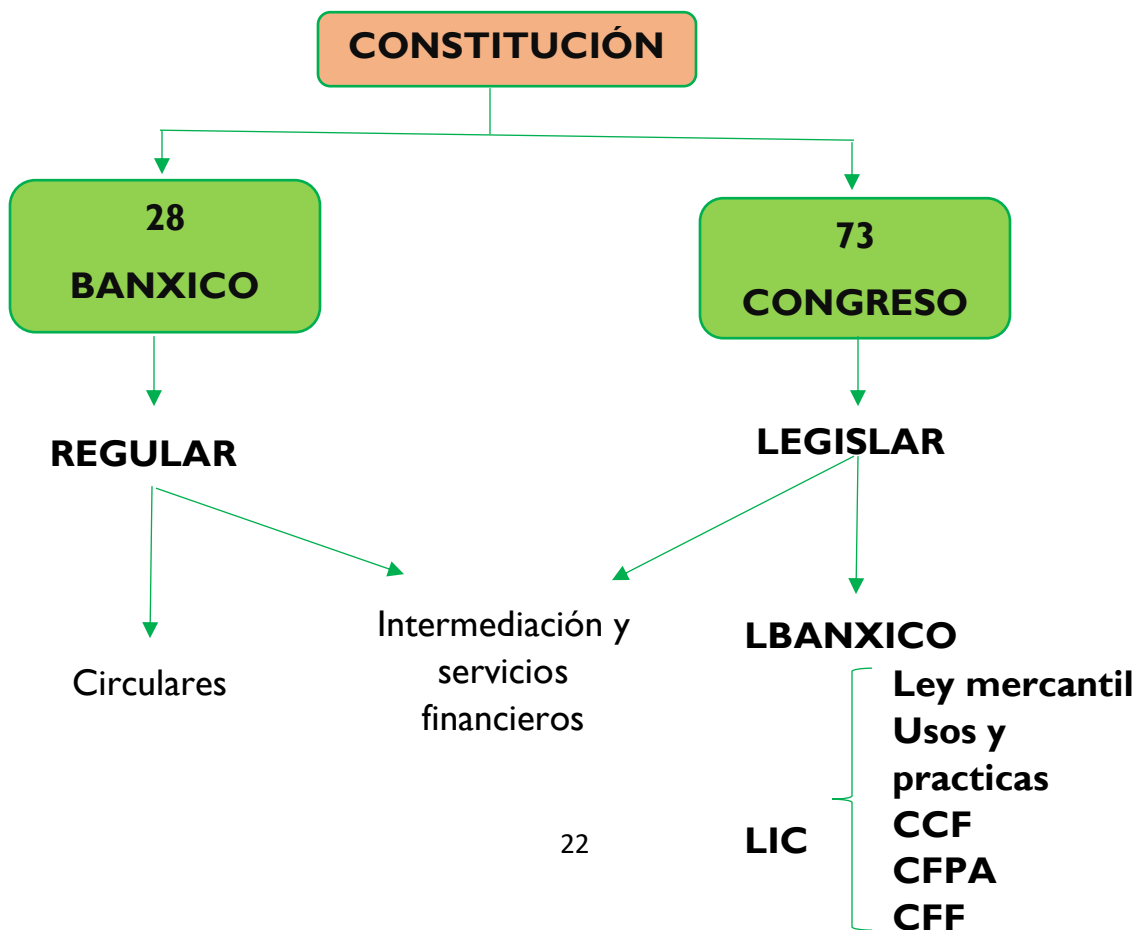 CONSTITUCIÓN
28
BANXICO
73
CONGRESO
REGULAR
LEGISLAR
Circulares
Intermediación y
servicios
financieros
LBANXICO
LIC
Ley mercantil
Usos y
practicas
CCF
CFPA
CFF
22